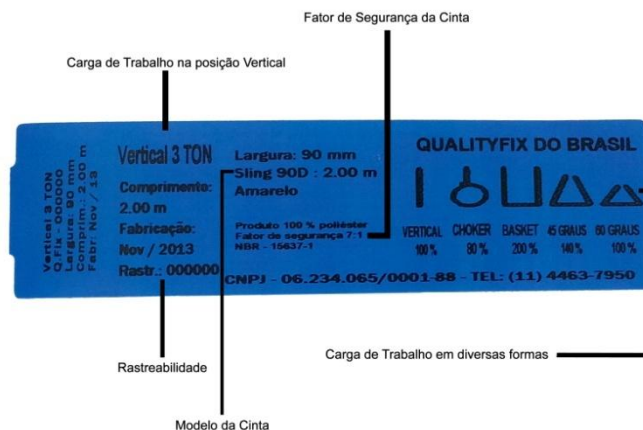 Fator de Segurança da Cinta
Carga de Trabalho na posição Vertical
Vertical 3 TON
Q.Fix - 000000
Largura: 90 mm
Comprim.: 2.00 m
Fabr: Nov / 13
Vertical 3 TON
Comprimento:
2.00 m
Fabricação:
Nov / 2013
Rastr.: 000000
Largura: 90 mm
Sling 90D : 2.00 m
Amarelo
Produto 100 % poliéster
Fator de segurança 7:1
NBR - 15637-1
QUALITYFIX DO BRASIL
VERTICAL CHOKER BASKET 45 GRAUS 60 GRAUS
100 % 80 % 200 % 140 % 100 %
CNPJ - 06.234.065/0001-88 - TEL: (11) 4463-7950
Rastreabilidade
Carga de Trabalho em diversas formas
Modelo da Cinta